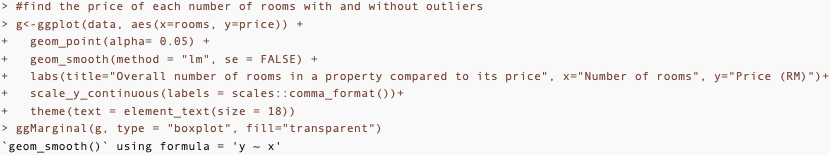 > #find the price of each number of rooms with and without outliers
> g<-ggplot(data, aes(x=rooms, y=price)) +
+   geom_point(alpha= 0.05) +
+   geom_smooth(method = "lm", se = FALSE) +
+   labs(title="Overall number of rooms in a property compared to its price", x="Number of rooms", y="Price (RM)")+
+   scale_y_continuous(labels = scales::comma_format())+
+   theme(text = element_text(size = 18))
> ggMarginal(g, type = "boxplot", fill="transparent")
`geom_smooth()` using formula = 'y ~ x'